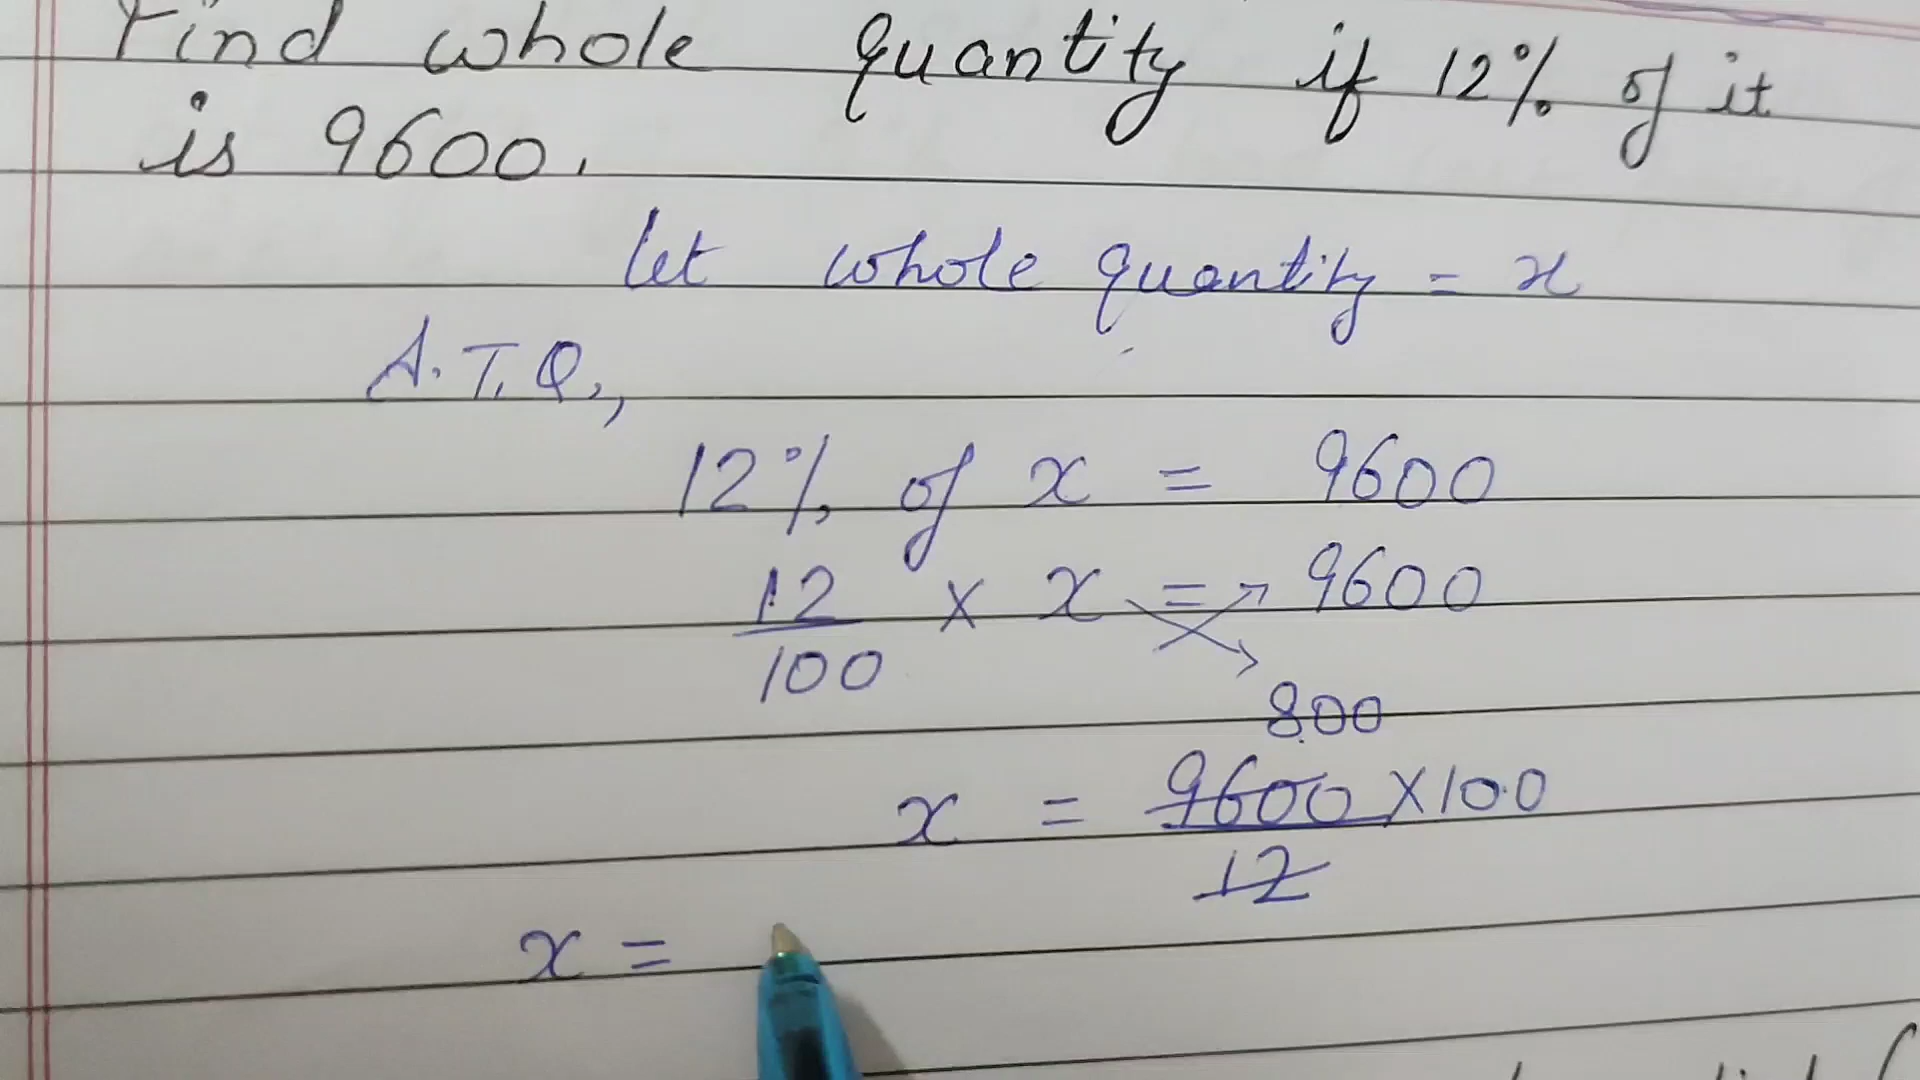 Find whole quantity if 12% of it
is 9600.
let whole quantity = x
A.T.Q.,
12% of x = 9600
12/100 × x = 9600
800
x = 9600 × 100 / 12
x =